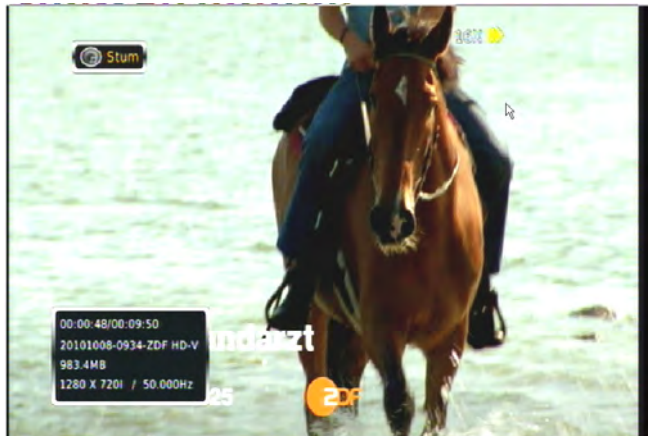 Stum
00:00:48/00:09:50
20101008-0934-ZDF HD-V
983.4MB
1280 X 720I / 50.000Hz
ndarzt
25
ZDF